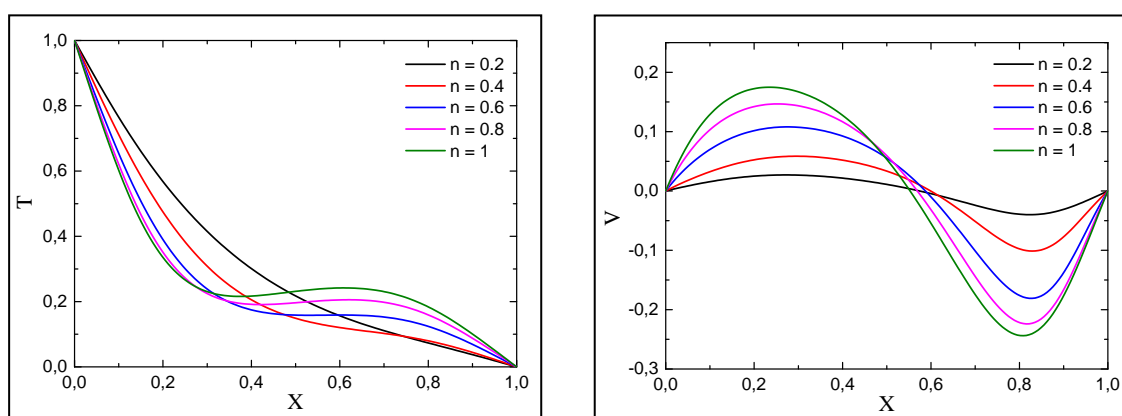 1,0
0,8
0,6
0,4
0,2
0,0
T
0,0 0,2 0,4 0,6 0,8 1,0
X
n = 0.2
n = 0.4
n = 0.6
n = 0.8
n = 1
0,2
0,1
0,0
-0,1
-0,2
-0,3
V
0,0 0,2 0,4 0,6 0,8 1,0
X
n = 0.2
n = 0.4
n = 0.6
n = 0.8
n = 1